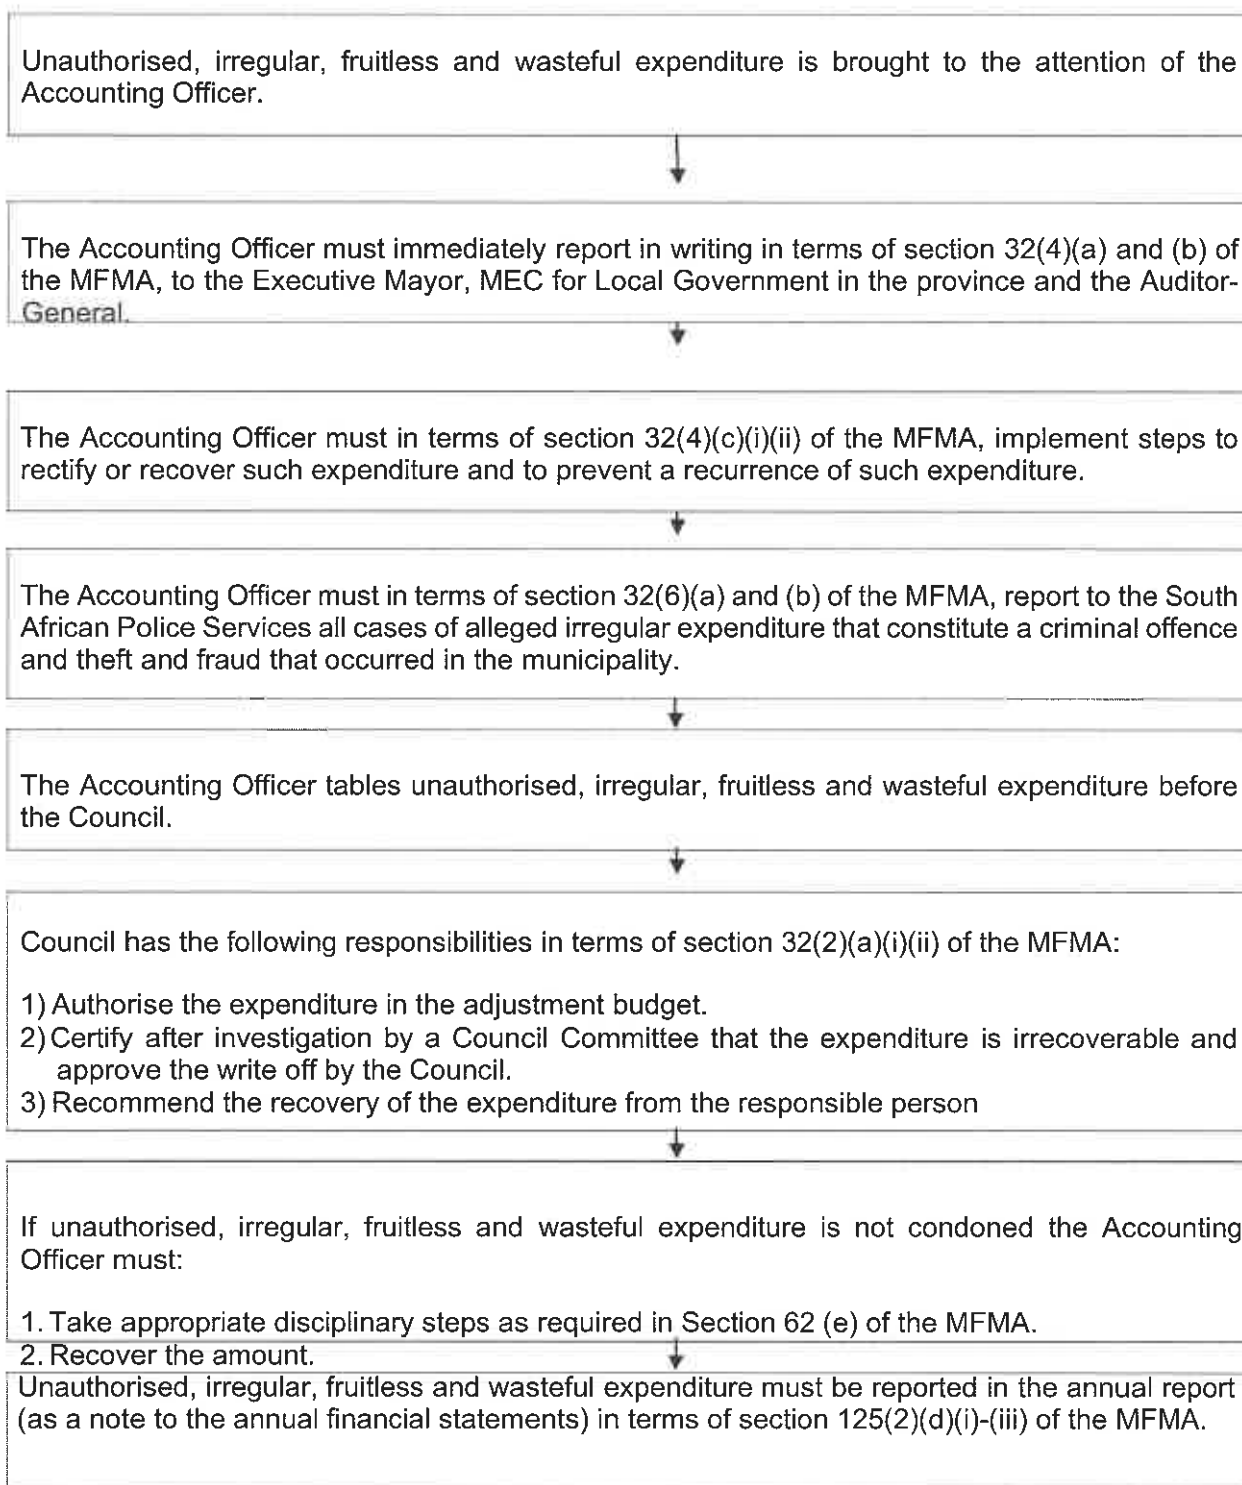 Unauthorised, irregular, fruitless and wasteful expenditure is brought to the attention of the
Accounting Officer.
The Accounting Officer must immediately report in writing in terms of section 32(4)(a) and (b) of
the MFMA, to the Executive Mayor, MEC for Local Government in the province and the Auditor-
General.
The Accounting Officer must in terms of section 32(4)(c)(i)(ii) of the MFMA, implement steps to
rectify or recover such expenditure and to prevent a recurrence of such expenditure.
The Accounting Officer must in terms of section 32(6)(a) and (b) of the MFMA, report to the South
African Police Services all cases of alleged irregular expenditure that constitute a criminal offence
and theft and fraud that occurred in the municipality.
The Accounting Officer tables unauthorised, irregular, fruitless and wasteful expenditure before
the Council.
Council has the following responsibilities in terms of section 32(2)(a)(i)(ii) of the MFMA:
1) Authorise the expenditure in the adjustment budget.
2) Certify after investigation by a Council Committee that the expenditure is irrecoverable and
approve the write off by the Council.
3) Recommend the recovery of the expenditure from the responsible person
If unauthorised, irregular, fruitless and wasteful expenditure is not condoned the Accounting
Officer must:
1. Take appropriate disciplinary steps as required in Section 62 (e) of the MFMA.
2. Recover the amount.
Unauthorised, irregular, fruitless and wasteful expenditure must be reported in the annual report
(as a note to the annual financial statements) in terms of section 125(2)(d)(i)-(iii) of the MFMA.